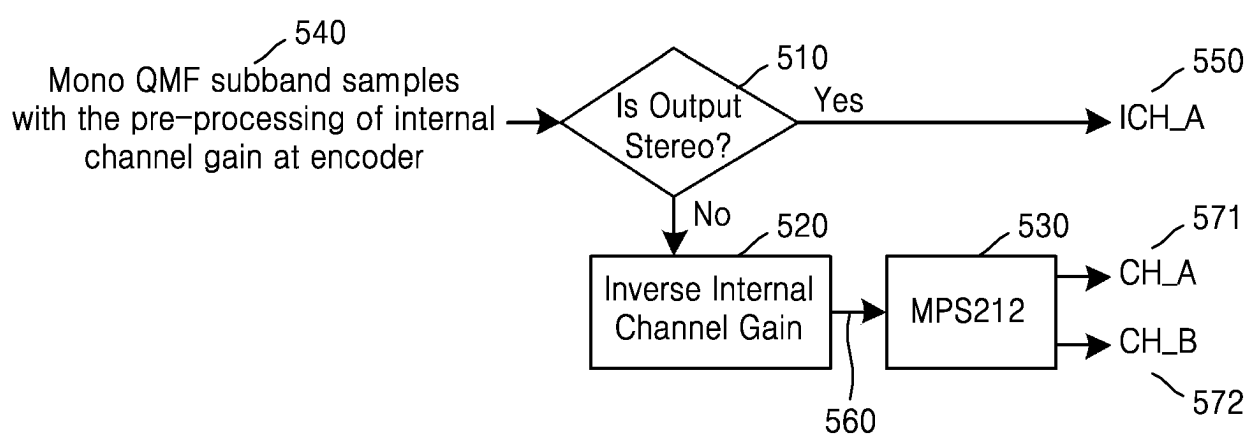 540
Mono QMF subband samples
with the pre-processing of internal
channel gain at encoder
510
Is Output
Stereo?
Yes
550
ICH_A
No
520
Inverse Internal
Channel Gain
560
530
MPS212
571
CH_A
CH_B
572